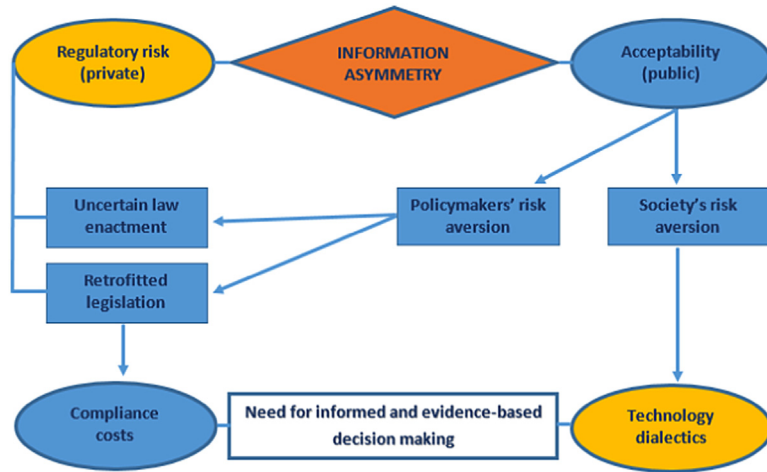 Regulatory risk
(private)
INFORMATION
ASYMMETRY
Acceptability
(public)
Uncertain law
enactment
Policymakers' risk
aversion
Society's risk
aversion
Retrofitted
legislation
Compliance
costs
Need for informed and evidence-based
decision making
Technology
dialectics